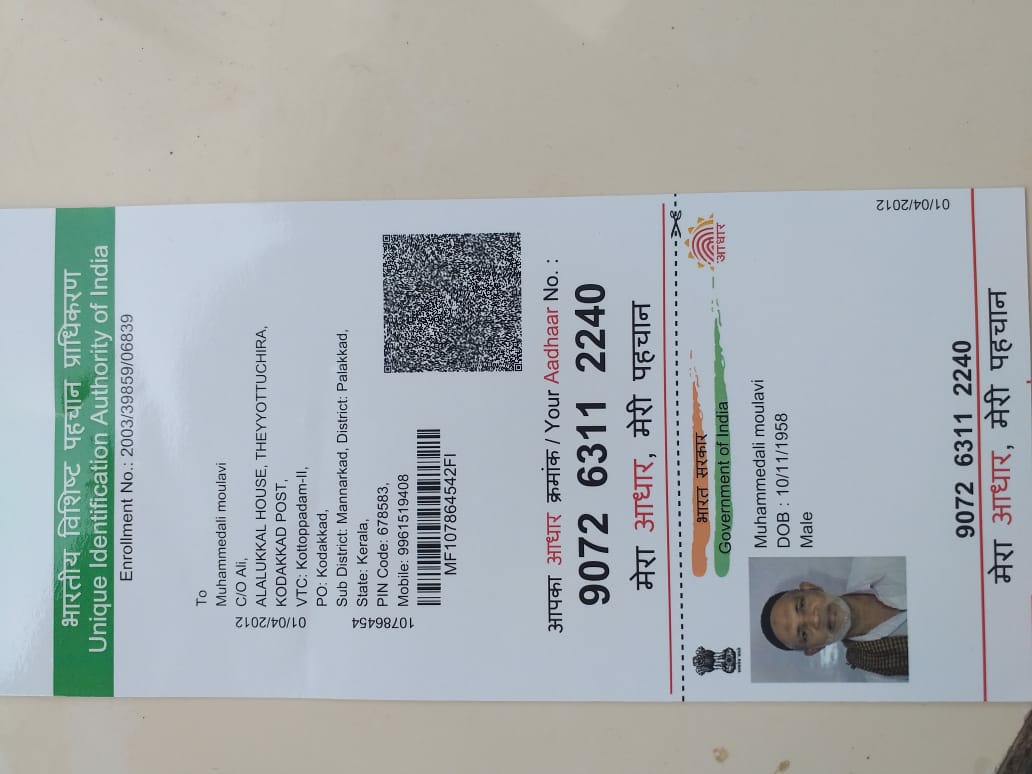 भारतीय विशिष्ट पहचान प्राधिकरण
Unique Identification Authority of India
Enrollment No.: 2003/39859/06839
To
Muhammedali moulavi
C/O Ali,
ALALUKKAL HOUSE, THEYYOTTUCHIRA,
KODAKKAD POST,
VTC: Kottoppadam-II,
PO: Kodakkad,
Sub District: Mannarkad, District: Palakkad,
State: Kerala,
PIN Code: 678583,
Mobile: 9961519408
01/04/2012
10786454
MF107864542FI
आपका आधार क्रमांक / Your Aadhaar No. :
9072 6311 2240
मेरा आधार, मेरी पहचान
भारत सरकार
Government of India
आधार
Muhammedali moulavi
DOB : 10/11/1958
Male
01/04/2012
9072 6311 2240
मेरा आधार, मेरी पहचान